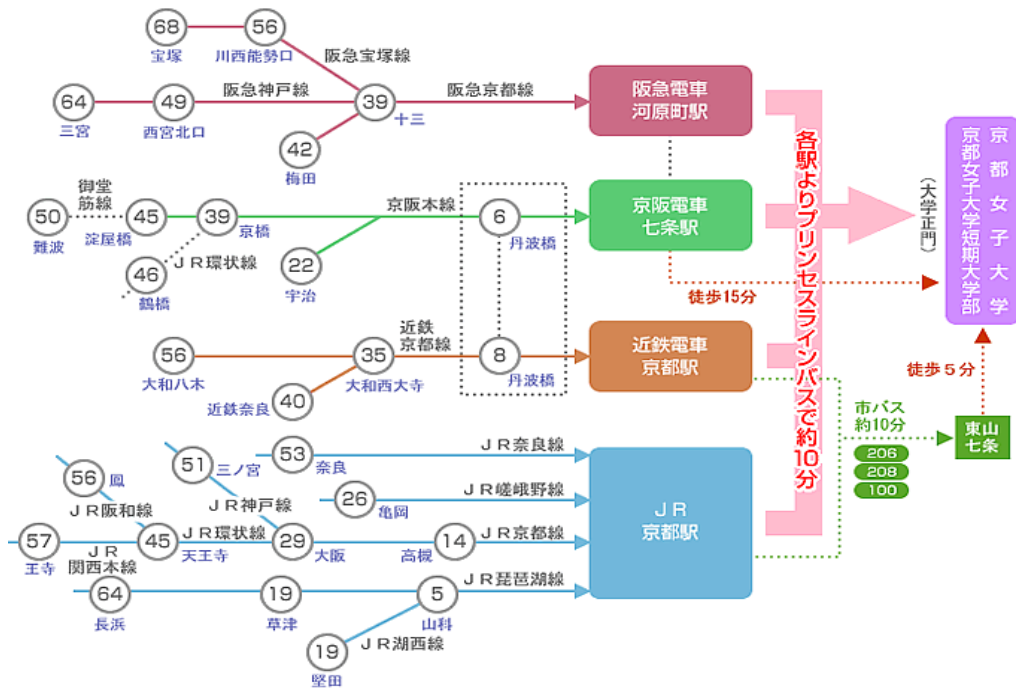 68
宝塚
56
川西能勢口
阪急宝塚線
64
三宮
49
西宮北口
阪急神戸線
39
十三
阪急京都線
42
梅田
阪急電車
河原町駅
50
難波
御堂
筋線
45
淀屋橋
39
京橋
京阪本線
6
丹波橋
46
鶴橋
ＪＲ環状線
22
宇治
京阪電車
七条駅
徒歩15分
56
大和八木
35
大和西大寺
近鉄
京都線
8
丹波橋
40
近鉄奈良
近鉄電車
京都駅
53
奈良
ＪＲ奈良線
56
鳳
ＪＲ阪和線
51
三ノ宮
ＪＲ神戸線
26
亀岡
ＪＲ嵯峨野線
57
王寺
ＪＲ
関西本線
45
天王寺
ＪＲ環状線
29
大阪
14
高槻
ＪＲ京都線
64
長浜
19
草津
5
山科
ＪＲ琵琶湖線
19
堅田
ＪＲ湖西線
ＪＲ
京都駅
各駅よりプリンセスラインバスで約10分
市バス
約10分
206
208
100
東山
七条
徒歩５分
（大学正門）
京都女子大学
京都女子大学短期大学部